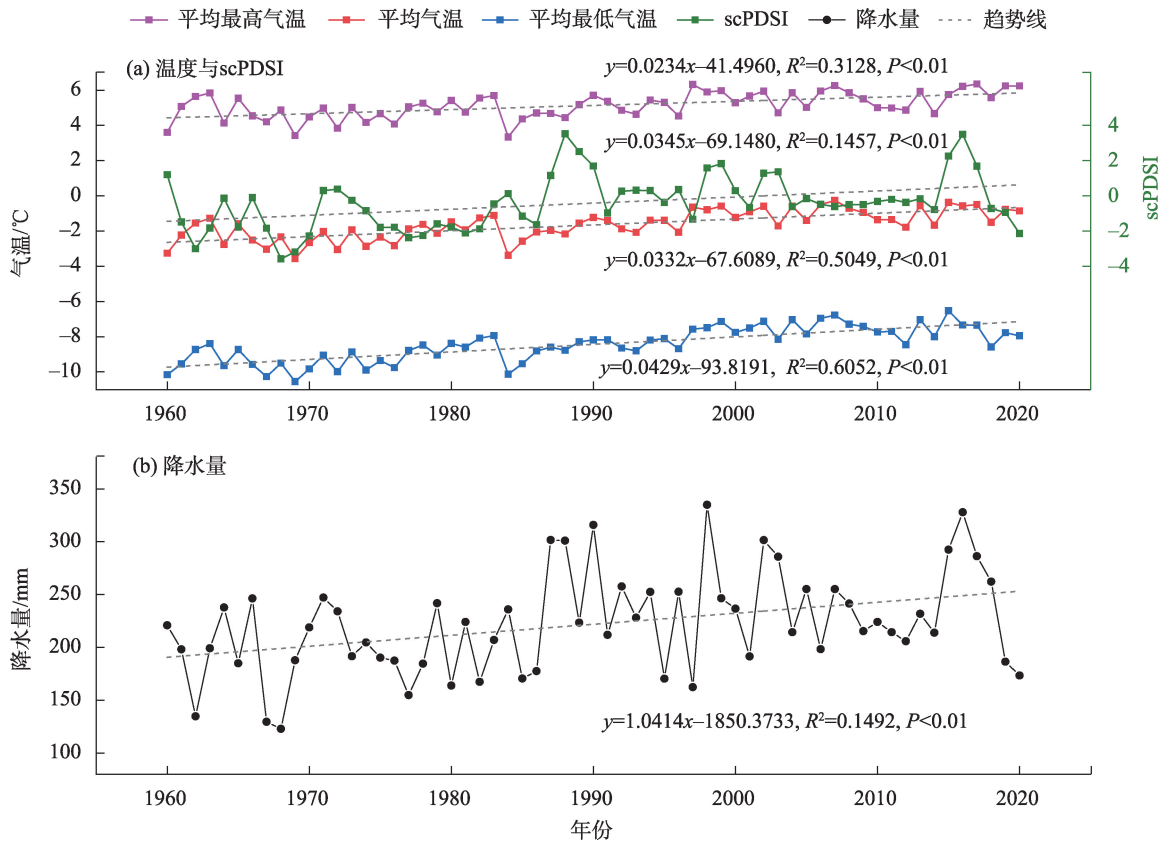 平均最高气温 平均气温 平均最低气温 scPDSI 降水量 趋势线
(a) 温度与scPDSI
y=0.0234x–41.4960, R²=0.3128, P<0.01
y=0.0345x–69.1480, R²=0.1457, P<0.01
y=0.0332x–67.6089, R²=0.5049, P<0.01
y=0.0429x–93.8191, R²=0.6052, P<0.01
气温/℃
6
4
2
0
–2
–4
–6
–8
–10
scPDSI
4
2
0
–2
–4
1960 1970 1980 1990 2000 2010 2020
(b) 降水量
降水量/mm
350
300
250
200
150
100
y=1.0414x–1850.3733, R²=0.1492, P<0.01
1960 1970 1980 1990 2000 2010 2020
年份